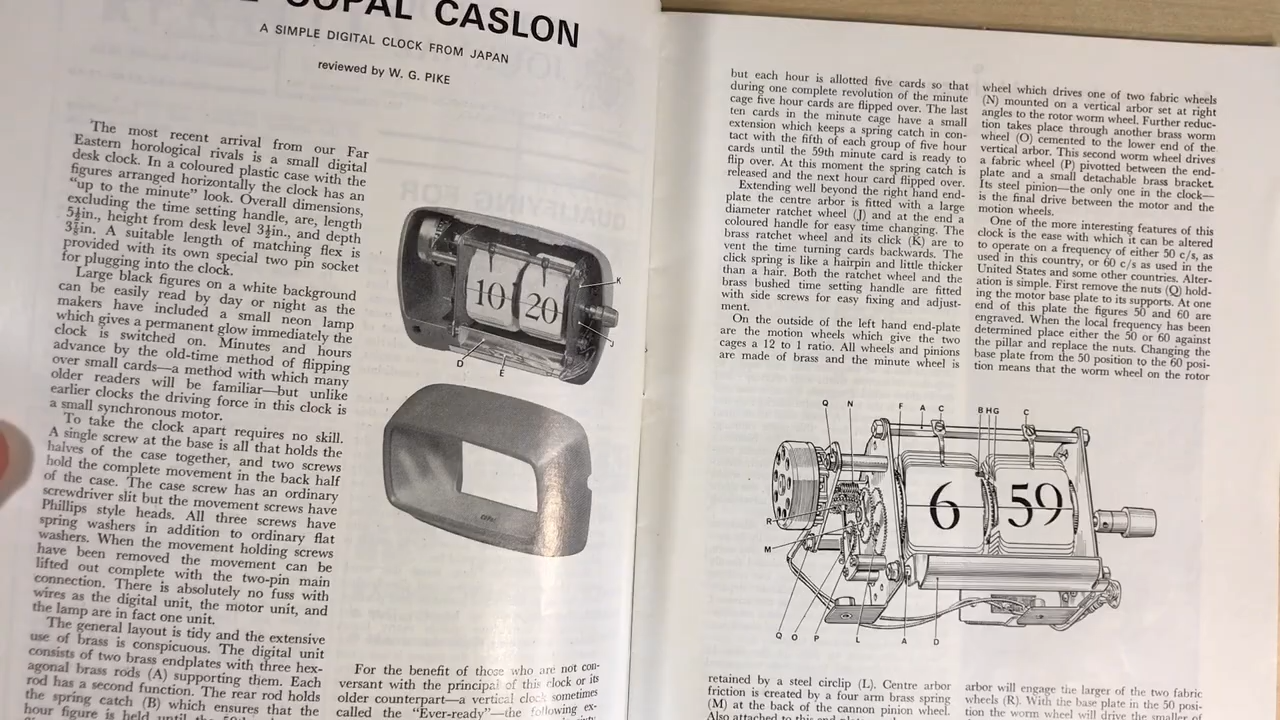 COPAL CASLON
A SIMPLE DIGITAL CLOCK FROM JAPAN
reviewed by W. G. PIKE
The most recent arrival from our Far
Eastern horological rivals is a small digital
desk clock. In a coloured plastic case with the
figures arranged horizontally the clock has an
"up to the minute" look. Overall dimensions,
excluding the time setting handle, are, length
in., height from desk level 3½in., and depth
in. A suitable length of matching flex is
provided with its own special two pin socket
for plugging into the clock.
Large black figures on a white background
can be easily read by day or night as the
makers have included a small neon lamp
which gives a permanent glow immediately the
clock is switched on. Minutes and hours
advance by the old-time method of flipping
over small cards—a method with which many
older readers will be familiar—but unlike
earlier clocks the driving force in this clock is
a small synchronous motor.
To take the clock apart requires no skill.
A single screw at the base is all that holds the
halves of the case together, and two screws
hold the complete movement in the back half
of the case. The case screw has an ordinary
screwdriver slit but the movement screws have
Phillips style heads. All three screws have
spring washers in addition to ordinary flat
washers. When the movement holding screws
have been removed the movement can be
lifted out complete with the two-pin main
connection. There is absolutely no fuss with
wires as the digital unit, the motor unit, and
the lamp are in fact one unit.
The general layout is tidy and the extensive
use of brass is conspicuous. The digital unit
consists of two brass endplates with three hex-
agonal brass rods (A) supporting them. Each
rod has a second function. The rear rod holds
the spring catch (B) which ensures that the
hour figure is held until the
10 20
K
D
E
For the benefit of those who are not con-
versant with the principal of this clock or its
older counterpart—a vertical clock sometimes
called the "Ever-ready"—the following ex-
but each hour is allotted five cards so that
during one complete revolution of the minute
cage five hour cards are flipped over. The last
ten cards in the minute cage have a small
extension which keeps a spring catch in con-
tact with the fifth of each group of five hour
cards until the 59th minute card is ready to
flip over. At this moment the spring catch is
released and the next hour card flipped over.
Extending well beyond the right hand end-
plate the centre arbor is fitted with a large
diameter ratchet wheel (J) and at the end a
coloured handle for easy time changing. The
brass ratchet wheel and its click (K) are to
vent the time turning cards backwards. The
click spring is like a hairpin and little thicker
than a hair. Both the ratchet wheel and the
brass bushed time setting handle are fitted
with side screws for easy fixing and adjust-
ment.
On the outside of the left hand end-plate
are the motion wheels which give the two
cages a 12 to 1 ratio. All wheels and pinions
are made of brass and the minute wheel is
wheel which drives one of two fabric wheels
(N) mounted on a vertical arbor set at right
angles to the rotor worm wheel. Further reduc-
tion takes place through another brass worm
wheel (O) cemented to the lower end of the
vertical arbor. This second worm wheel drives
a fabric wheel (P) pivotted between the end-
plate and a small detachable brass bracket.
Its steel pinion—the only one in the clock—
is the final drive between the motor and the
motion wheels.
One of the more interesting features of this
clock is the ease with which it can be altered
to operate on a frequency of either 50 c/s, as
used in this country, or 60 c/s as used in the
United States and some other countries. Alter-
ation is simple. First remove the nuts (Q) hold-
ing the motor base plate to its supports. At one
end of this plate the figures 50 and 60 are
engraved. When the local frequency has been
determined place either the 50 or 60 against
the pillar and replace the nuts. Changing the
base plate from the 50 position to the 60 posi-
tion means that the worm wheel on the rotor
Q N F A C B H G C
6 59
R
M
Q O P L A D
retained by a steel circlip (L). Centre arbor
friction is created by a four arm brass spring
(M) at the back of the cannon pinion wheel.
Also attached to this end
arbor will engage the larger of the two fabric
wheels (R). With the base plate in the 50 posi-
tion the worm wheel will drive the smaller of